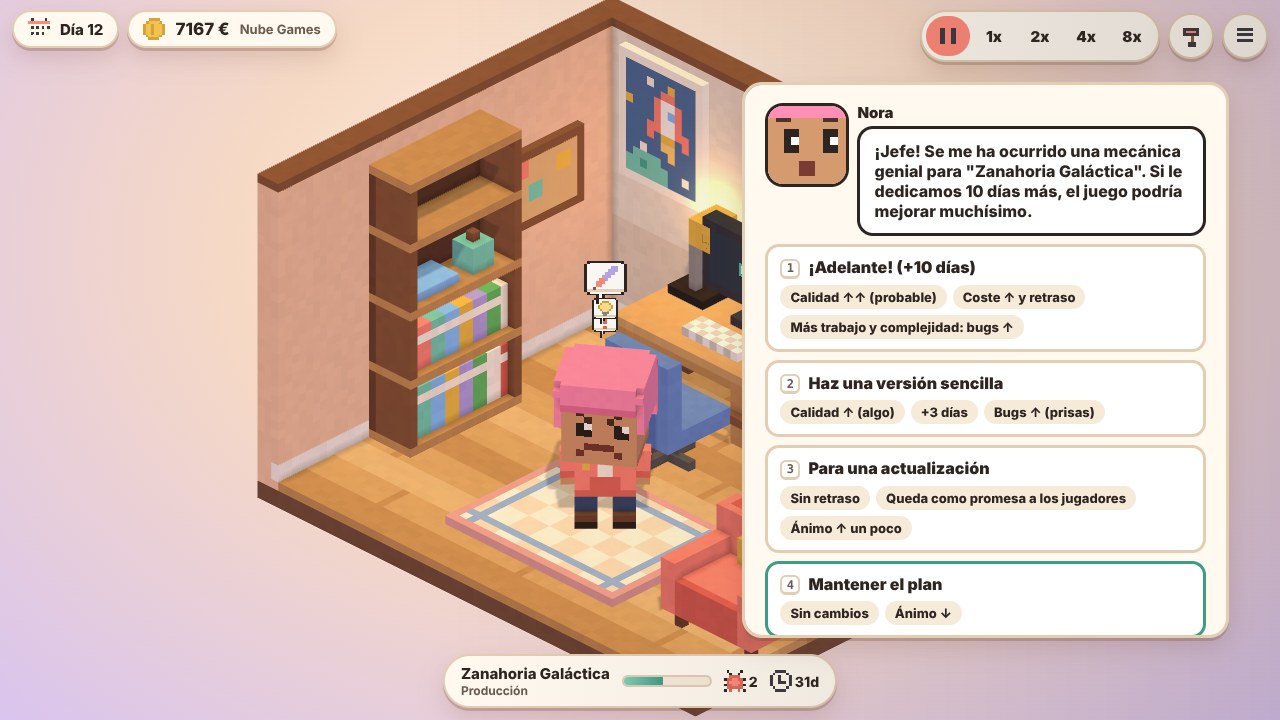 Día 12
7167 € Nube Games
1x 2x 4x 8x
Nora
¡Jefe! Se me ha ocurrido una mecánica
genial para "Zanahoria Galáctica". Si le
dedicamos 10 días más, el juego podría
mejorar muchísimo.
1 ¡Adelante! (+10 días)
Calidad ↑↑ (probable) Coste ↑ y retraso
Más trabajo y complejidad: bugs ↑
2 Haz una versión sencilla
Calidad ↑ (algo) +3 días Bugs ↑ (prisas)
3 Para una actualización
Sin retraso Queda como promesa a los jugadores
Ánimo ↑ un poco
4 Mantener el plan
Sin cambios Ánimo ↓
Zanahoria Galáctica
Producción
2 31d